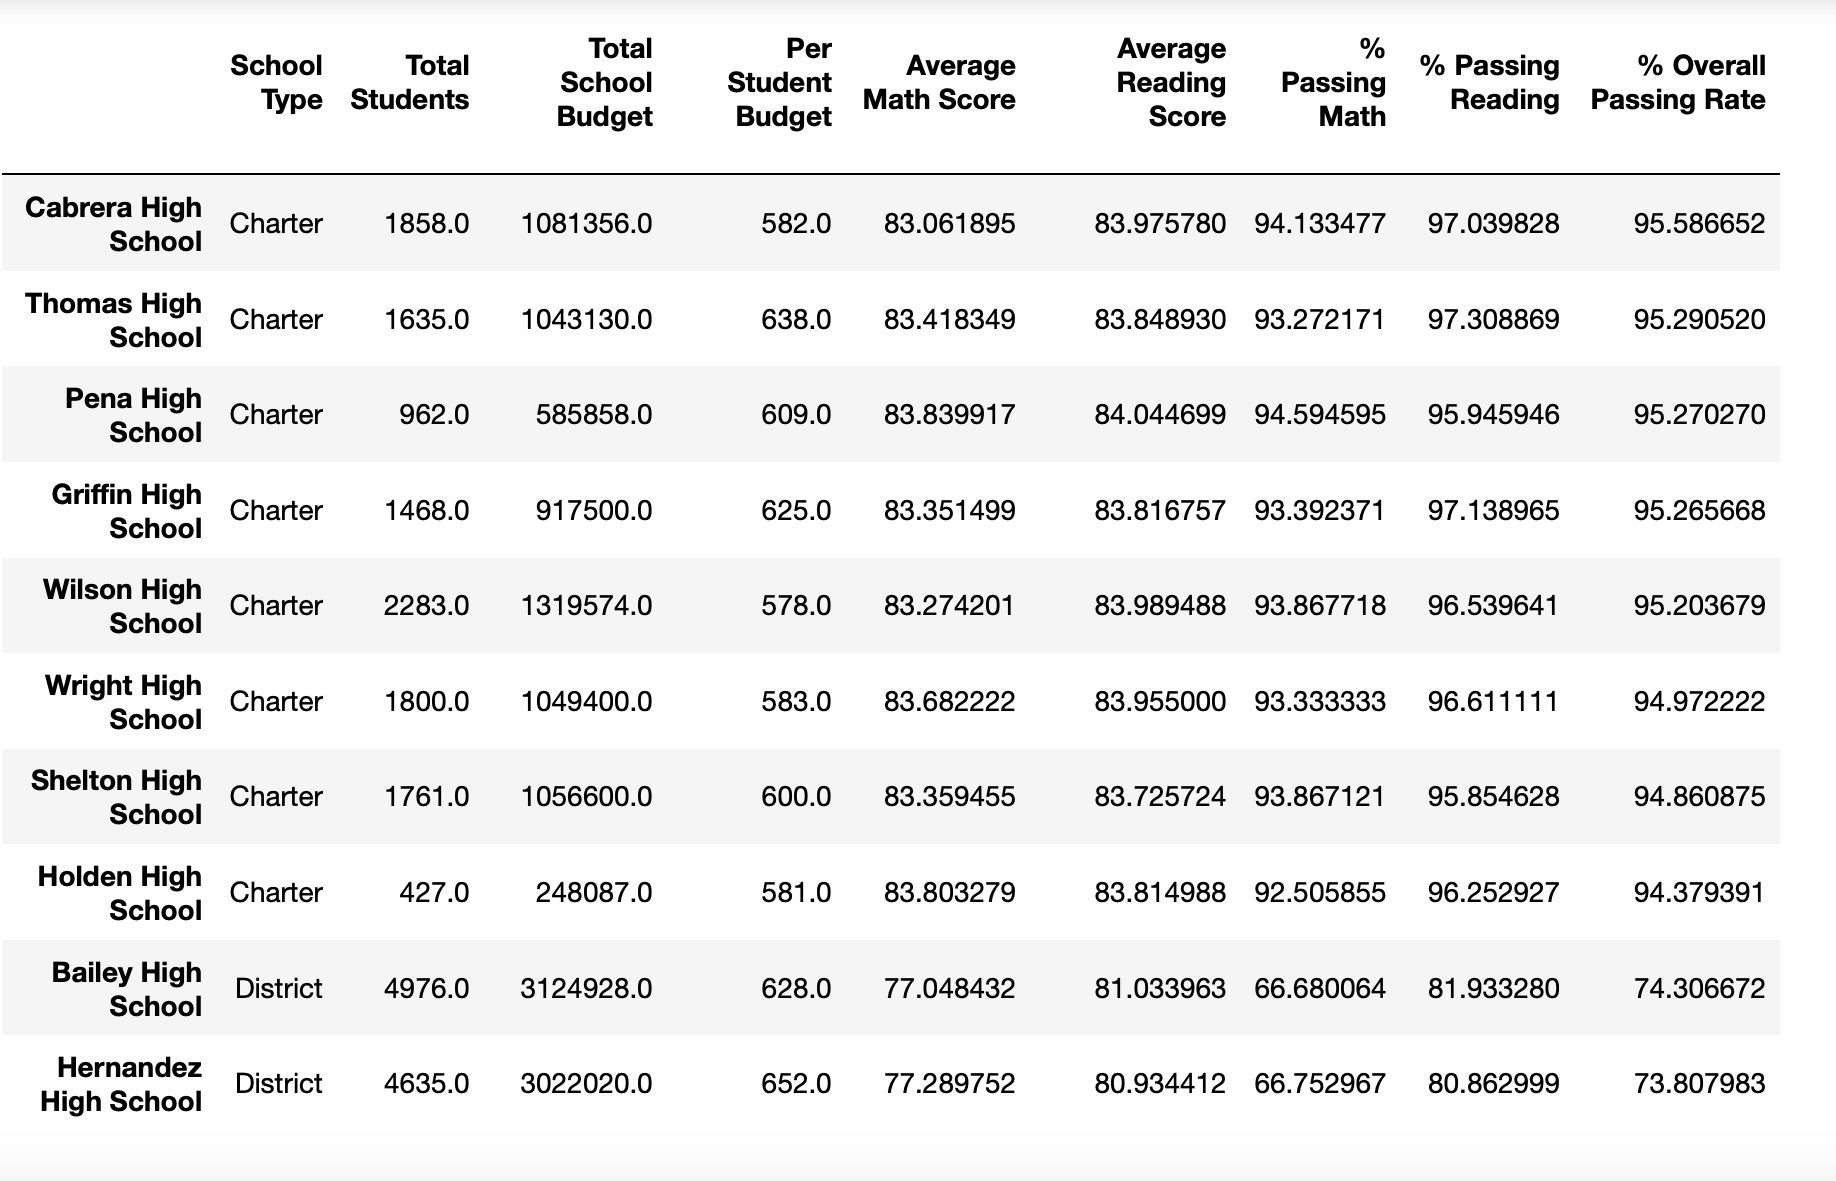 School Type Total Students Total School Budget Per Student Budget Average Math Score Average Reading Score % Passing Math % Passing Reading % Overall Passing Rate
Cabrera High School Charter 1858.0 1081356.0 582.0 83.061895 83.975780 94.133477 97.039828 95.586652
Thomas High School Charter 1635.0 1043130.0 638.0 83.418349 83.848930 93.272171 97.308869 95.290520
Pena High School Charter 962.0 585858.0 609.0 83.839917 84.044699 94.594595 95.945946 95.270270
Griffin High School Charter 1468.0 917500.0 625.0 83.351499 83.816757 93.392371 97.138965 95.265668
Wilson High School Charter 2283.0 1319574.0 578.0 83.274201 83.989488 93.867718 96.539641 95.203679
Wright High School Charter 1800.0 1049400.0 583.0 83.682222 83.955000 93.333333 96.611111 94.972222
Shelton High School Charter 1761.0 1056600.0 600.0 83.359455 83.725724 93.867121 95.854628 94.860875
Holden High School Charter 427.0 248087.0 581.0 83.803279 83.814988 92.505855 96.252927 94.379391
Bailey High School District 4976.0 3124928.0 628.0 77.048432 81.033963 66.680064 81.933280 74.306672
Hernandez High School District 4635.0 3022020.0 652.0 77.289752 80.934412 66.752967 80.862999 73.807983